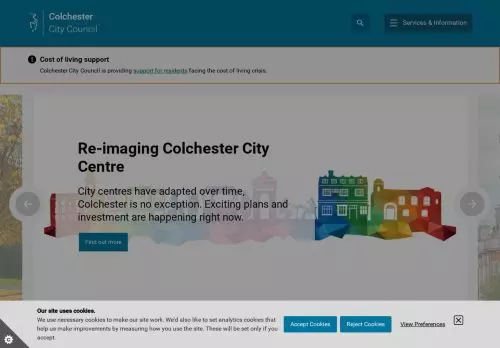 Colchester
City Council
Services & Information
Cost of living support
Colchester City Council is providing support for residents facing the cost of living crisis.
Re-imaging Colchester City
Centre
City centres have adapted over time,
Colchester is no exception. Exciting plans and
investment are happening right now.
Find out more
Our site uses cookies.
We use necessary cookies to make our site work. We'd also like to set analytics cookies that
help us make improvements by measuring how you use the site. These will be set only if you
accept.
Accept Cookies
Reject Cookies
View Preferences